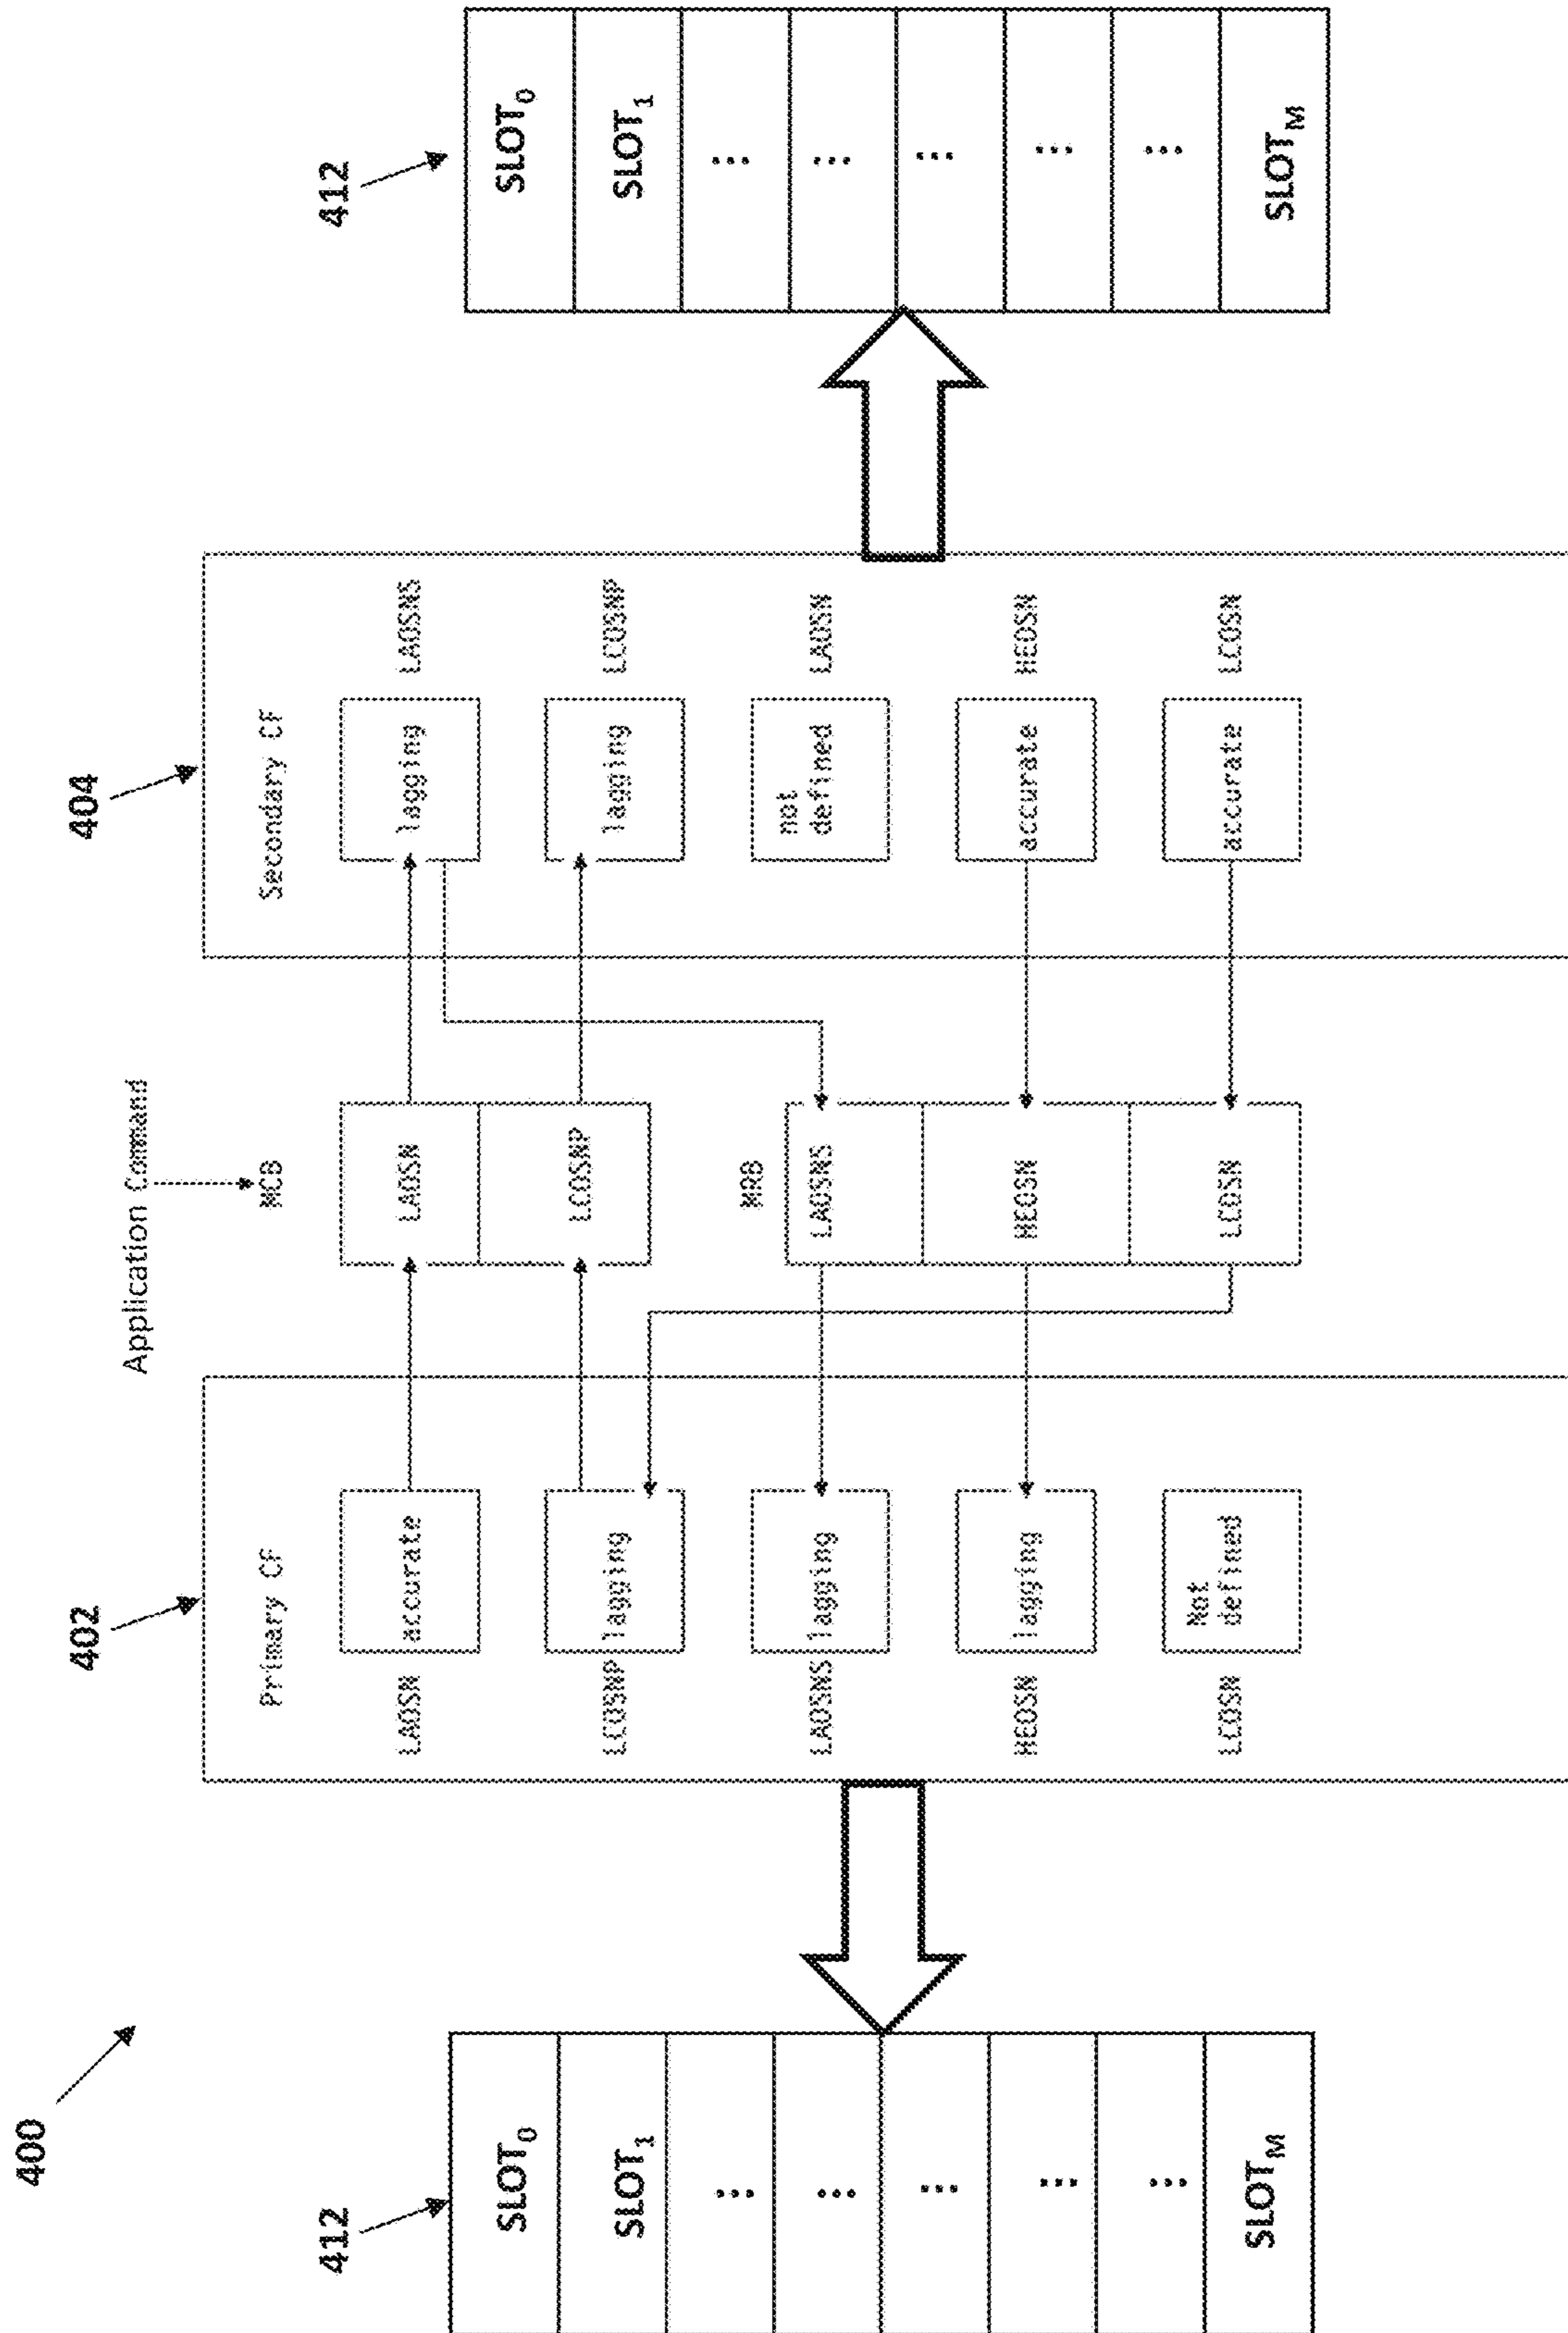 400
412
SLOT0
SLOT1
...
...
...
...
...
SLOTM
402
Primary CF
LAOSN
accurate
LCOSNP
lagging
LAOSNS
lagging
HEOSN
lagging
LCOSN
Not
defined
Application Command
MCB
LAOSN
LCOSNP
MRB
LAOSNS
HEOSN
LCOSN
404
Secondary CF
lagging
LAOSNS
lagging
LCOSNP
not
defined
LAOSN
accurate
HEOSN
accurate
LCOSN
412
SLOT0
SLOT1
...
...
...
...
...
SLOTM